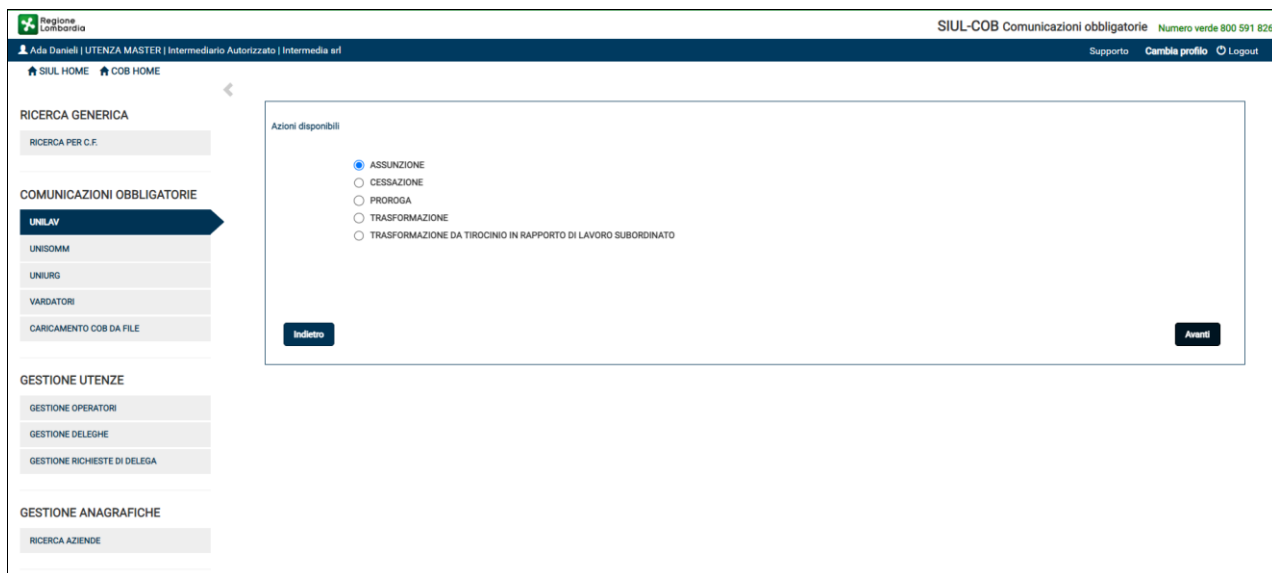 Regione
Lombardia
SIUL-COB Comunicazioni obbligatorie Numero verde 800 591 826
Ada Danieli | UTENZA MASTER | Intermediario Autorizzato | Intermedia srl
Supporto Cambia profilo Logout
SIUL HOME COB HOME
RICERCA GENERICA
RICERCA PER C.F.
COMUNICAZIONI OBBLIGATORIE
UNILAV
UNISOMM
UNIURG
VARDATORI
CARICAMENTO COB DA FILE
GESTIONE UTENZE
GESTIONE OPERATORI
GESTIONE DELEGHE
GESTIONE RICHIESTE DI DELEGA
GESTIONE ANAGRAFICHE
RICERCA AZIENDE
Azioni disponibili
ASSUNZIONE
CESSAZIONE
PROROGA
TRASFORMAZIONE
TRASFORMAZIONE DA TIROCINIO IN RAPPORTO DI LAVORO SUBORDINATO
Indietro
Avanti